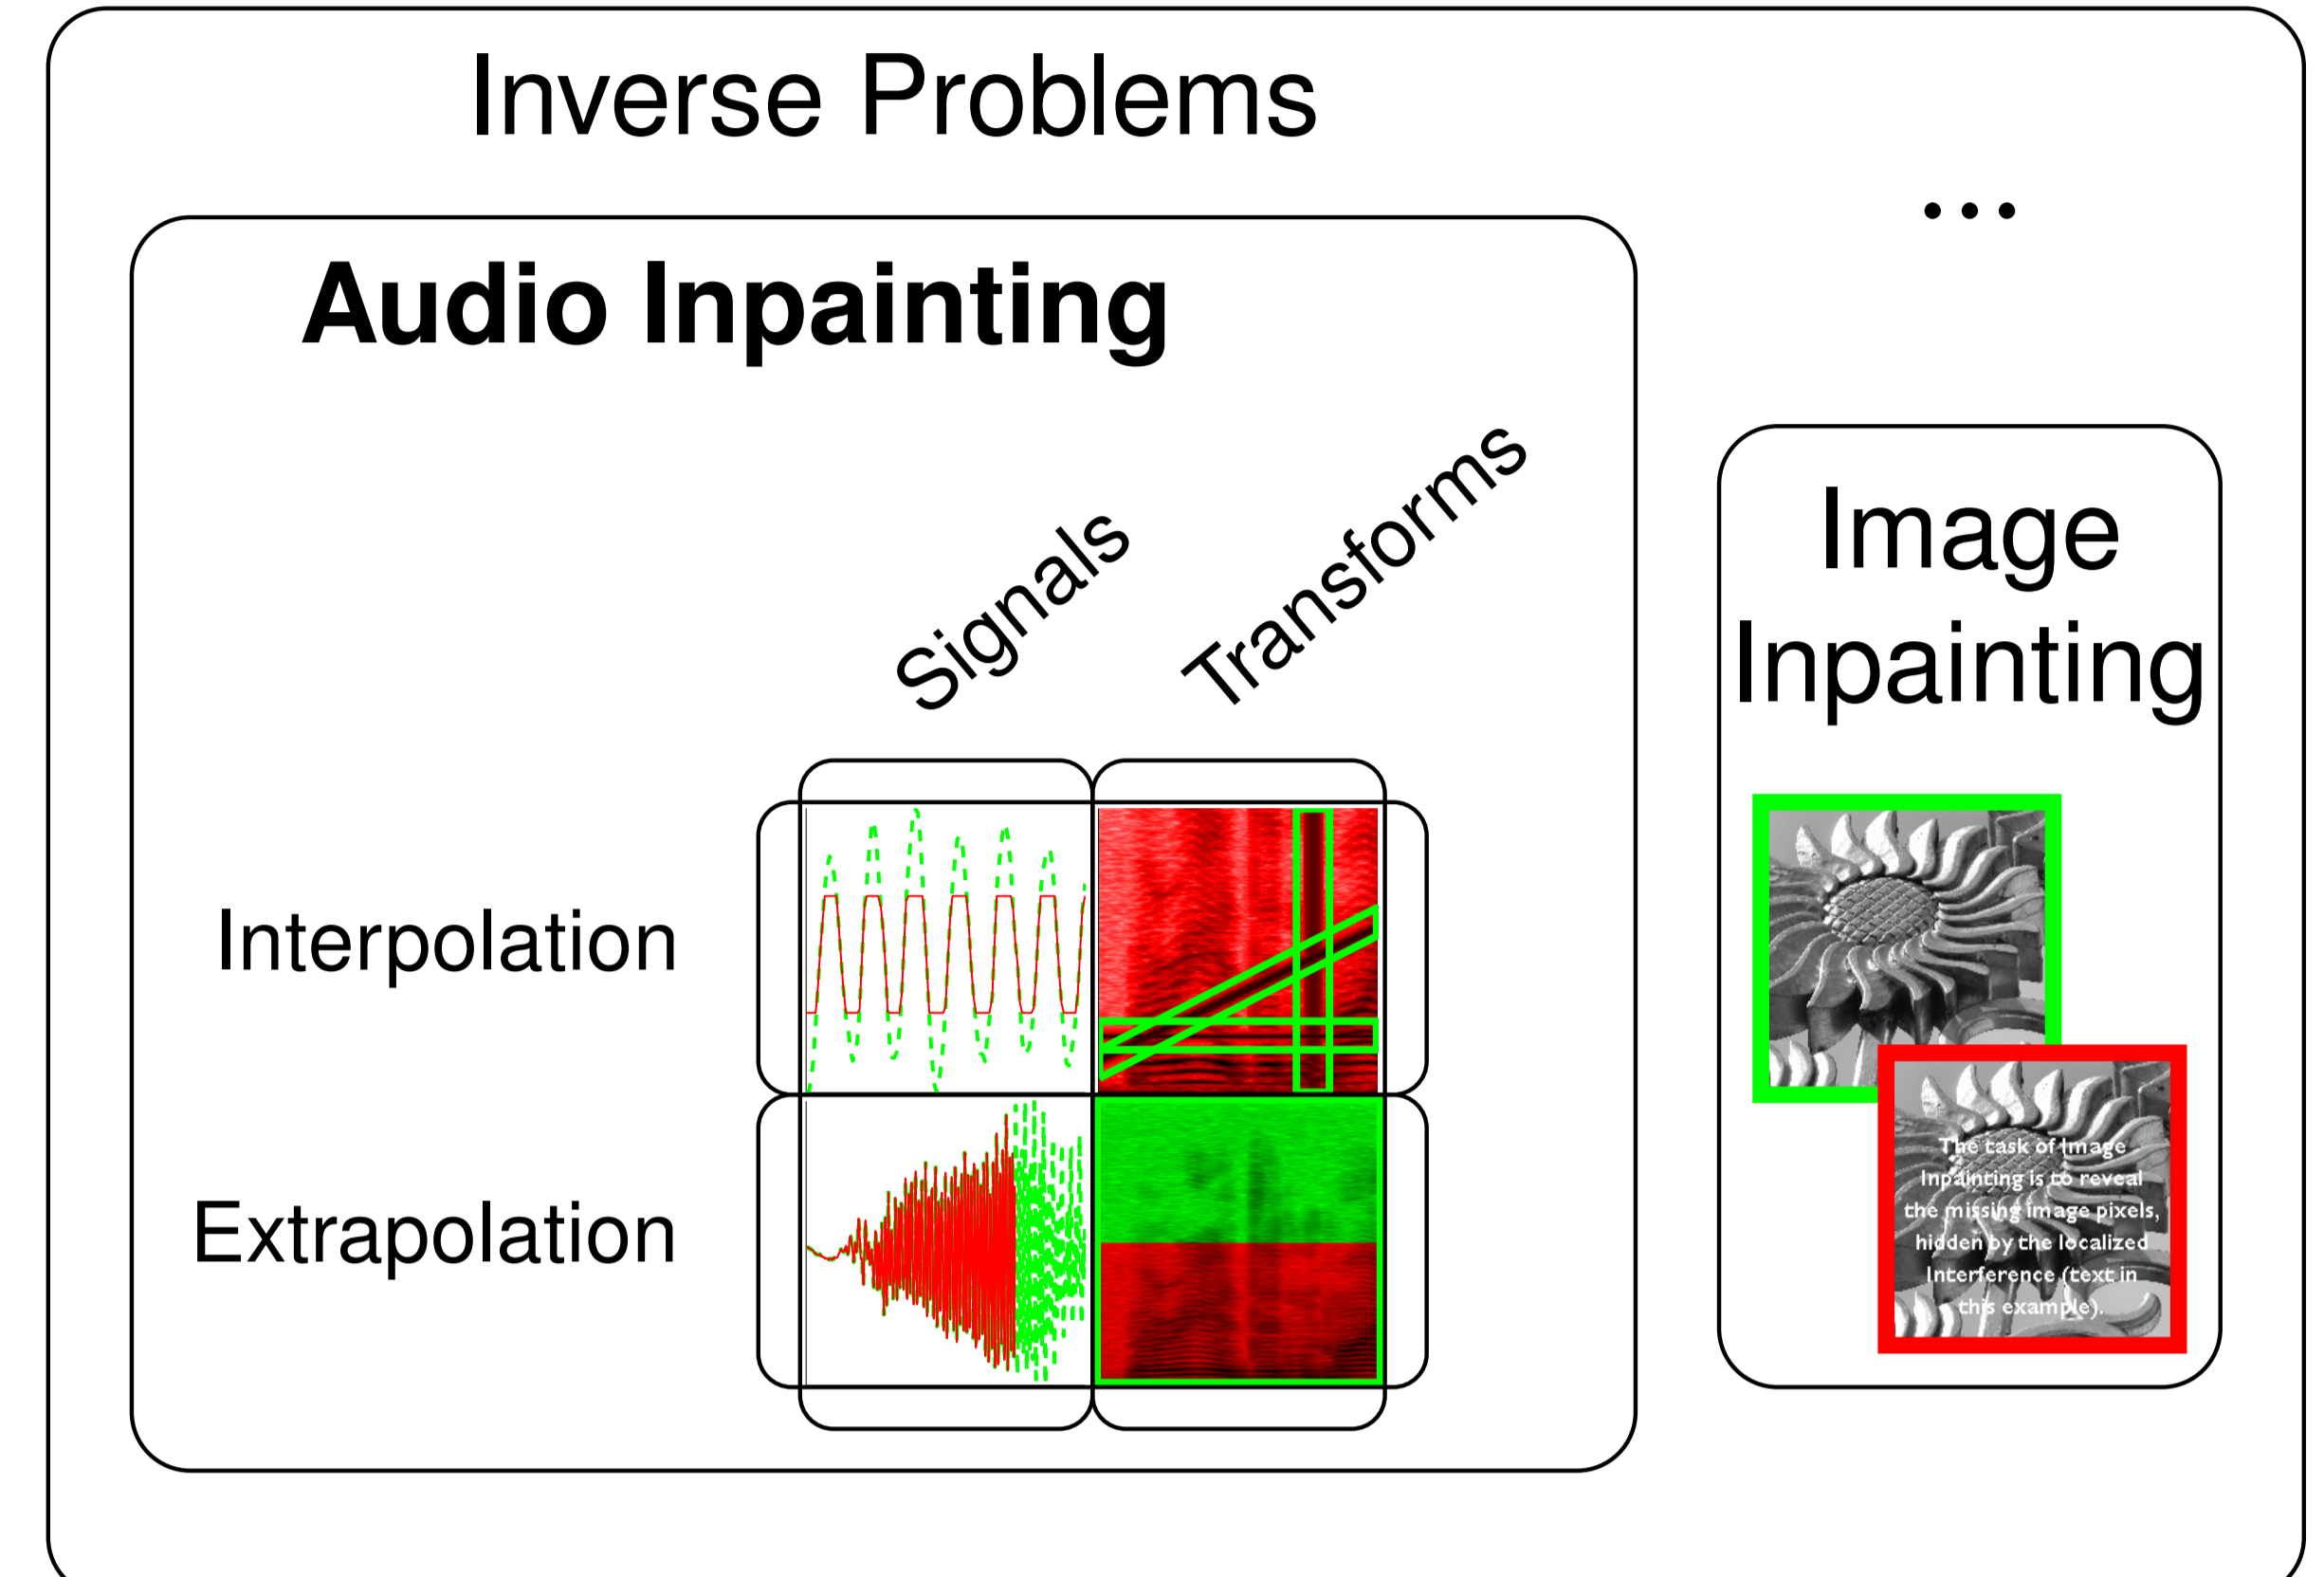 Inverse Problems
...
Audio Inpainting
Signals
Transforms
Interpolation
Extrapolation
Image
Inpainting
The task of Image
Inpainting is to reveal
the missing image pixels,
hidden by the localized
Interference (text in
this example).